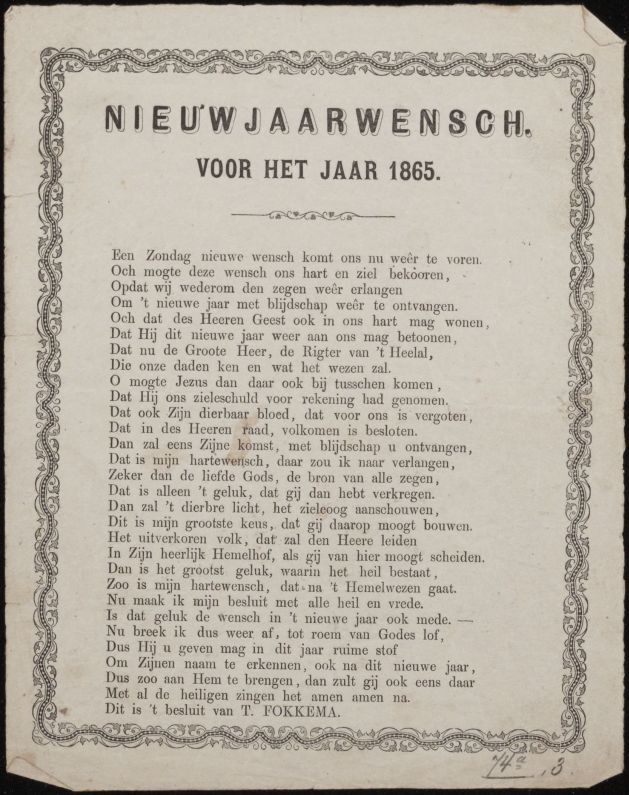 NIEUWJAARWENSCH.
VOOR HET JAAR 1865.
Een Zondag nieuwe wensch komt ons nu weêr te voren.
Och mogte deze wensch ons hart en ziel bekooren,
Opdat wij wederom den zegen weêr erlangen
Om 't nieuwe jaar met blijdschap weêr te ontvangen.
Och dat des Heeren Geest ook in ons hart mag wonen,
Dat Hij dit nieuwe jaar weer aan ons mag betoonen,
Dat nu de Groote Heer, de Rigter van 't Heelal,
Die onze daden ken en wat het wezen zal.
O mogte Jezus dan daar ook bij tusschen komen,
Dat Hij ons zieleschuld voor rekening had genomen.
Dat ook Zijn dierbaar bloed, dat voor ons is vergoten,
Dat in des Heeren raad, volkomen is besloten.
Dan zal eens Zijne komst, met blijdschap u ontvangen,
Dat is mijn hartewensch, daar zou ik naar verlangen,
Zeker dan de liefde Gods, de bron van alle zegen,
Dat is alleen 't geluk, dat gij dan hebt verkregen.
Dan zal 't dierbre licht, het zieleoog aanschouwen,
Dit is mijn grootste keus, dat gij daarop moogt bouwen.
Het uitverkoren volk, dat zal den Heere leiden
In Zijn heerlijk Hemelhof, als gij van hier moogt scheiden.
Dan is het grootst geluk, waarin het heil bestaat,
Zoo is mijn hartewensch, dat na 't Hemelwezen gaat.
Nu maak ik mijn besluit met alle heil en vrede.
Is dat geluk de wensch in 't nieuwe jaar ook mede. —
Nu breek ik dus weer af, tot roem van Godes lof,
Dus Hij u geven mag in dit jaar ruime stof
Om Zijnen naam te erkennen, ook na dit nieuwe jaar,
Dus zoo aan Hem te brengen, dan zult gij ook eens daar
Met al de heiligen zingen het amen amen na.
Dit is 't besluit van T. FOKKEMA.
74a, 3